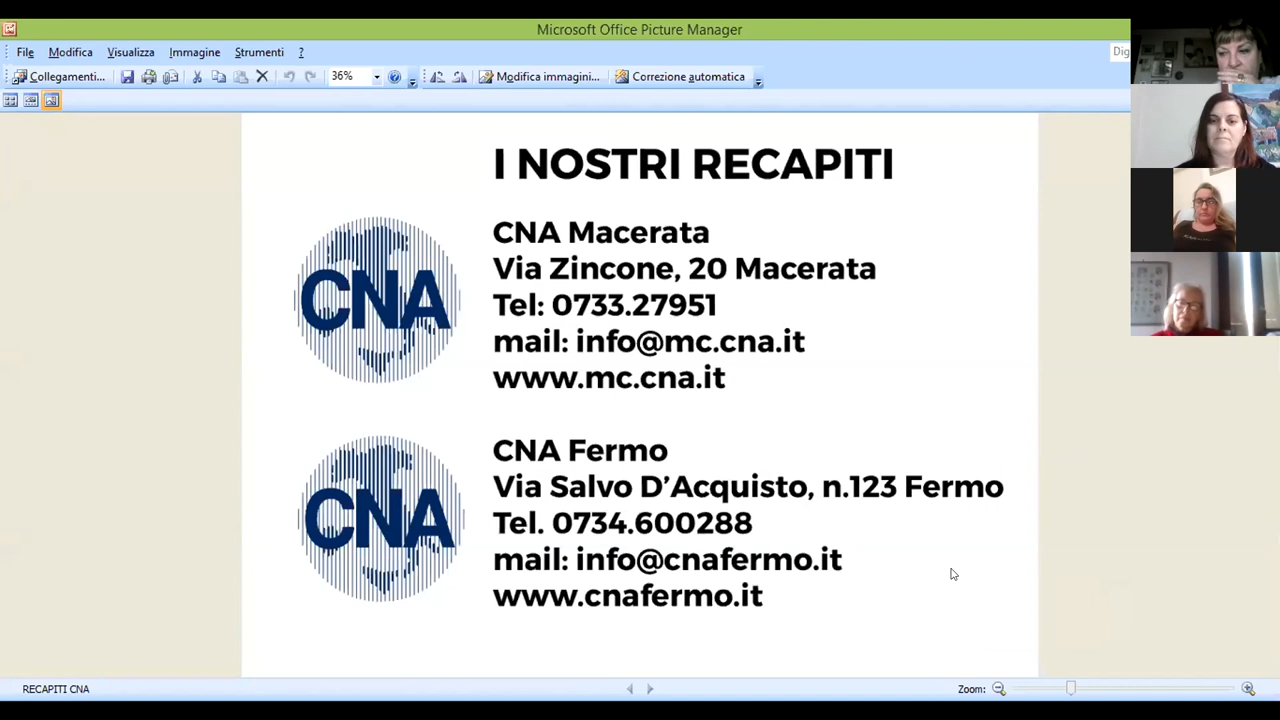 Microsoft Office Picture Manager
File Modifica Visualizza Immagine Strumenti ?
Collegamenti... 36% Modifica immagini... Correzione automatica
I NOSTRI RECAPITI
CNA
CNA Macerata
Via Zincone, 20 Macerata
Tel: 0733.27951
mail: info@mc.cna.it
www.mc.cna.it
CNA
CNA Fermo
Via Salvo D’Acquisto, n.123 Fermo
Tel. 0734.600288
mail: info@cnafermo.it
www.cnafermo.it
RECAPITI CNA Zoom: